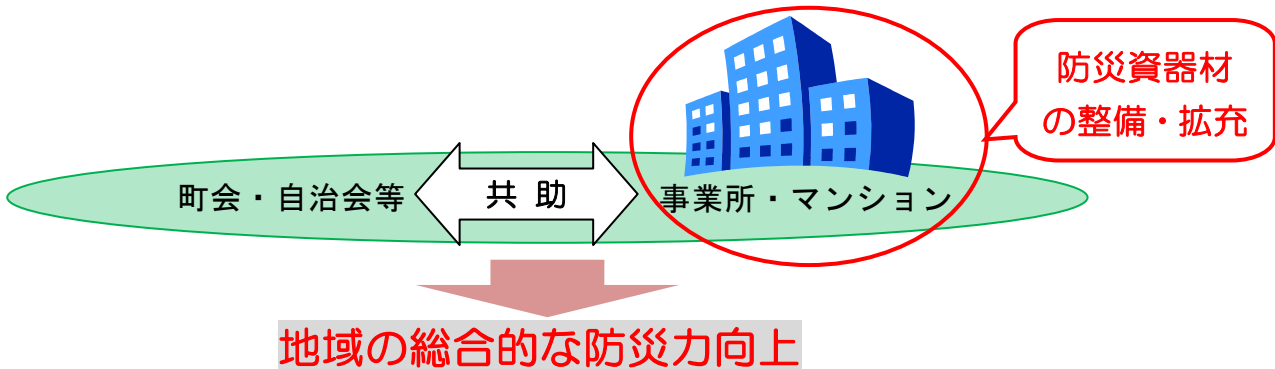 防災資器材
の整備・拡充
町会・自治会等
共 助
事業所・マンション
地域の総合的な防災力向上